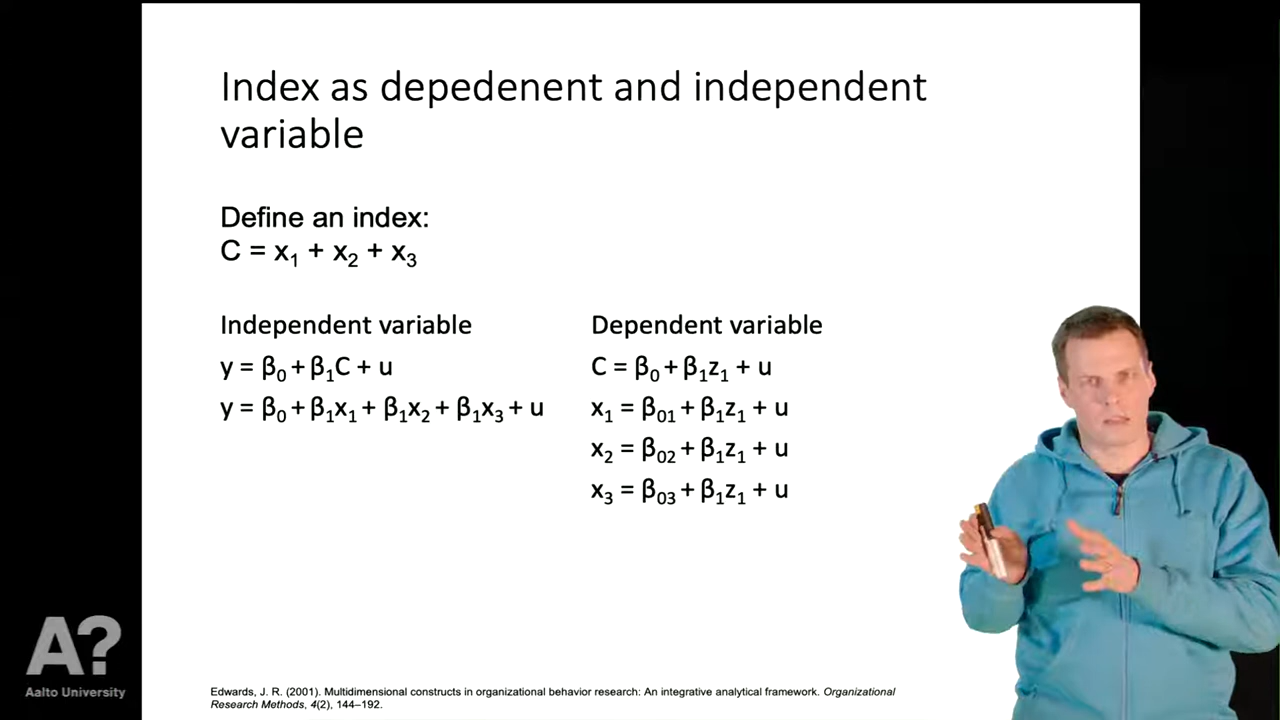 Index as depedenent and independent
variable
Define an index:
C = x₁ + x₂ + x₃
Independent variable
y = β₀ + β₁C + u
y = β₀ + β₁x₁ + β₁x₂ + β₁x₃ + u
Dependent variable
C = β₀ + β₁z₁ + u
x₁ = β₀₁ + β₁z₁ + u
x₂ = β₀₂ + β₁z₁ + u
x₃ = β₀₃ + β₁z₁ + u
A?
Aalto University
Edwards, J. R. (2001). Multidimensional constructs in organizational behavior research: An integrative analytical framework. Organizational
Research Methods, 4(2), 144–192.